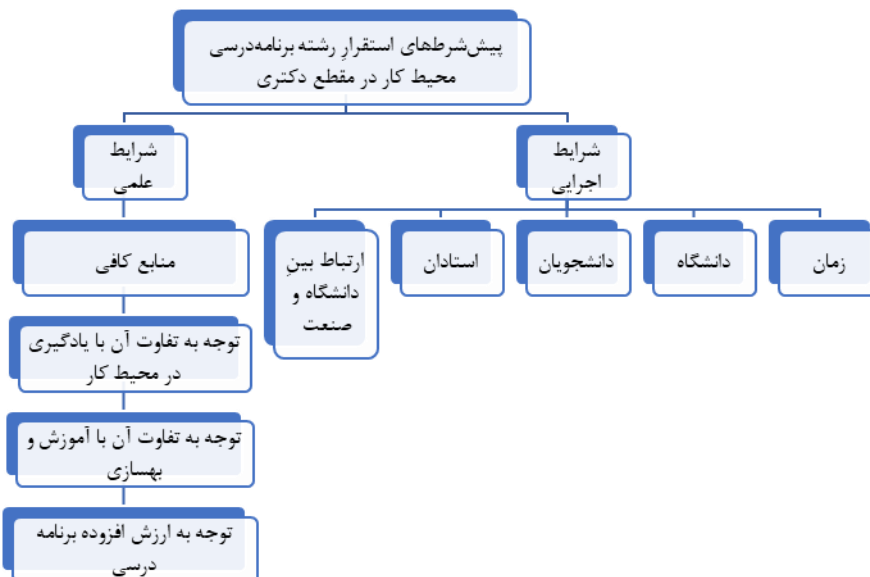 پیش‌شرط‌های استقرارِ رشته برنامه‌درسی
محیط کار در مقطع دکتری
شرایط
اجرایی
شرایط
علمی
زمان
دانشگاه
دانشجویان
استادان
ارتباط بینِ
دانشگاه و
صنعت
منابع کافی
توجه به تفاوت آن با یادگیری
در محیط کار
توجه به تفاوت آن با آموزش و
بهسازی
توجه به ارزش افزوده برنامه
درسی